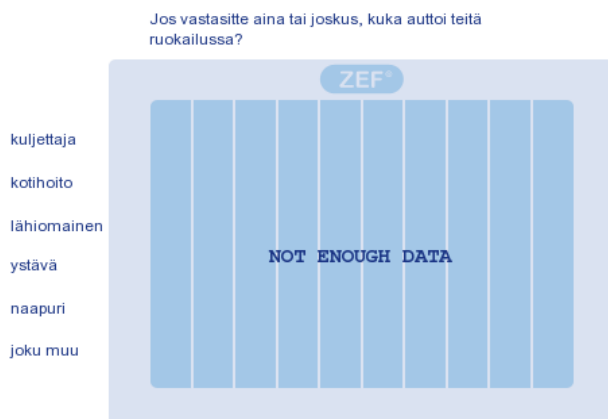 Jos vastasitte aina tai joskus, kuka auttoi teitä
ruokailussa?
ZEF®
kuljettaja
kotihoito
lähiomainen
NOT ENOUGH DATA
ystävä
naapuri
joku muu